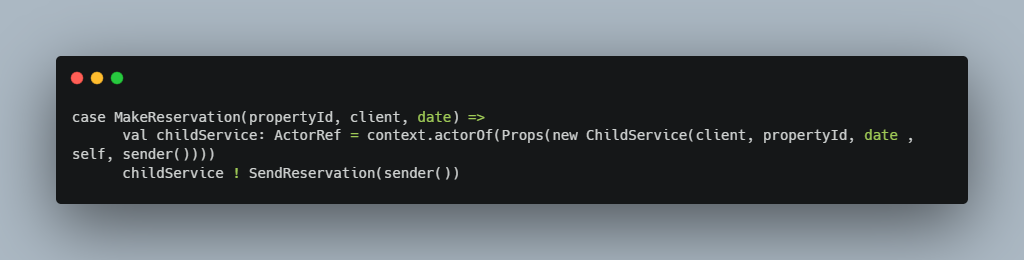 case MakeReservation(propertyId, client, date) =>
      val childService: ActorRef = context.actorOf(Props(new ChildService(client, propertyId, date ,
self, sender())))
      childService ! SendReservation(sender())